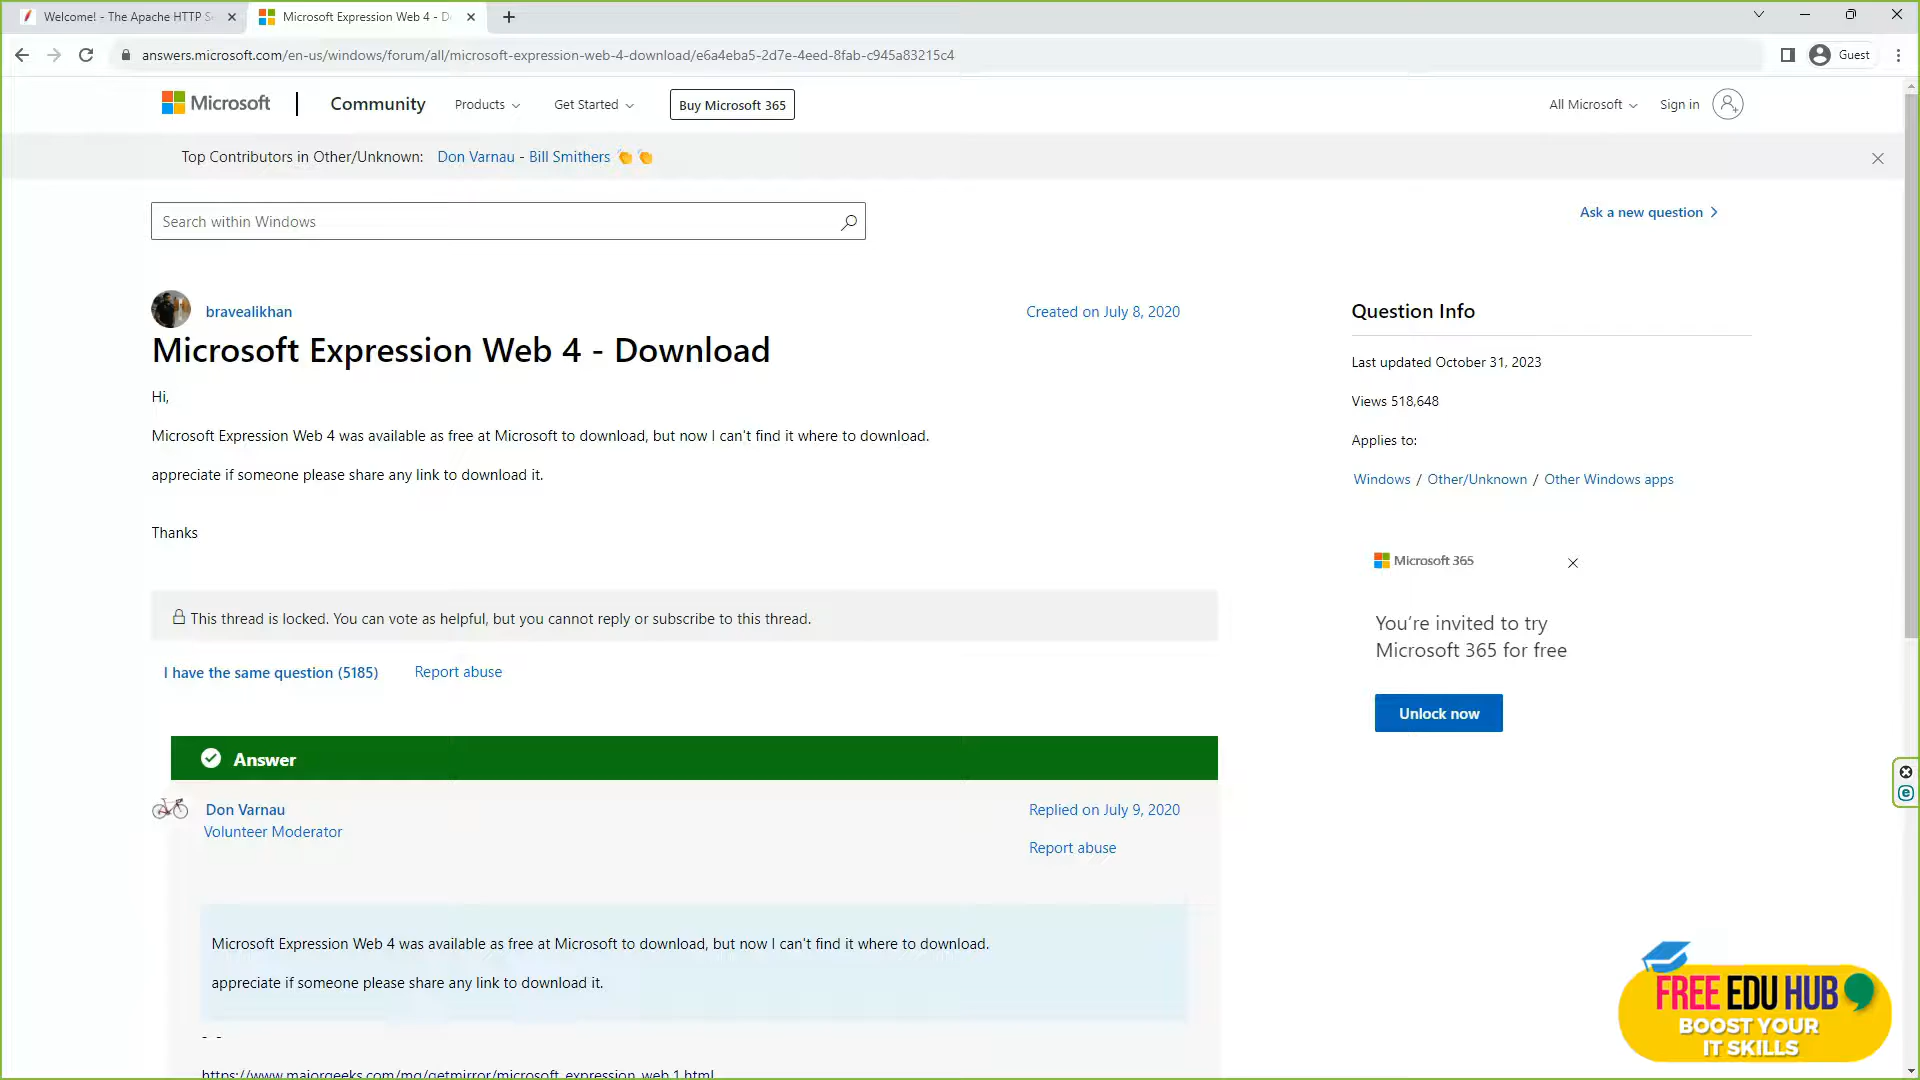 Welcome! - The Apache HTTP S
Microsoft Expression Web 4 - D
answers.microsoft.com/en-us/windows/forum/all/microsoft-expression-web-4-download/e6a4eba5-2d7e-4eed-8fab-c945a83215c4
Guest
Microsoft
Community
Products
Get Started
Buy Microsoft 365
All Microsoft
Sign in
Top Contributors in Other/Unknown:
Don Varnau - Bill Smithers 👏 👏
Search within Windows
Ask a new question
bravealikhan
Created on July 8, 2020
Microsoft Expression Web 4 - Download
Hi,
Microsoft Expression Web 4 was available as free at Microsoft to download, but now I can't find it where to download.
appreciate if someone please share any link to download it.
Thanks
This thread is locked. You can vote as helpful, but you cannot reply or subscribe to this thread.
I have the same question (5185)
Report abuse
Question Info
Last updated October 31, 2023
Views 518,648
Applies to:
Windows / Other/Unknown / Other Windows apps
Microsoft 365
You're invited to try
Microsoft 365 for free
Unlock now
Answer
Don Varnau
Volunteer Moderator
Replied on July 9, 2020
Report abuse
Microsoft Expression Web 4 was available as free at Microsoft to download, but now I can't find it where to download.
appreciate if someone please share any link to download it.
- -
https://www.majorgeeks.com/mg/getmirror/microsoft_expression_web,1.html
FREE EDU HUB
BOOST YOUR
IT SKILLS